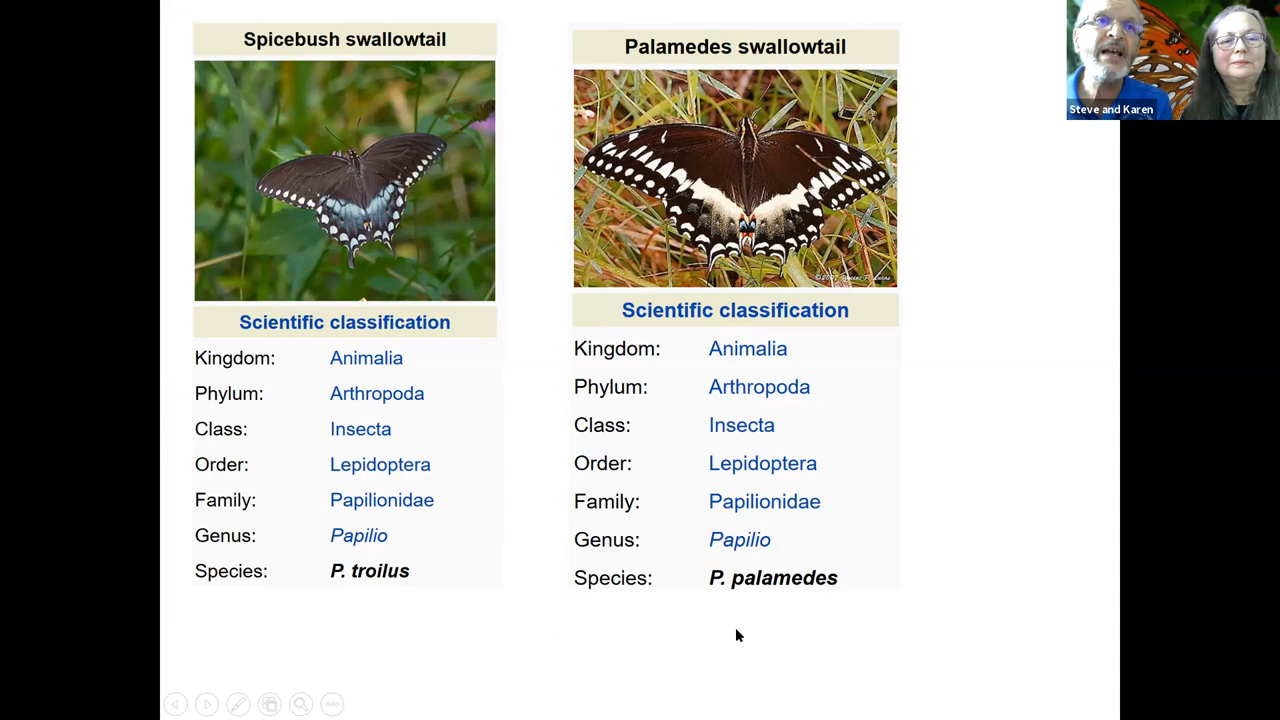 Spicebush swallowtail
Scientific classification
Kingdom: Animalia
Phylum: Arthropoda
Class: Insecta
Order: Lepidoptera
Family: Papilionidae
Genus: Papilio
Species: P. troilus
Palamedes swallowtail
Scientific classification
Kingdom: Animalia
Phylum: Arthropoda
Class: Insecta
Order: Lepidoptera
Family: Papilionidae
Genus: Papilio
Species: P. palamedes
Steve and Karen